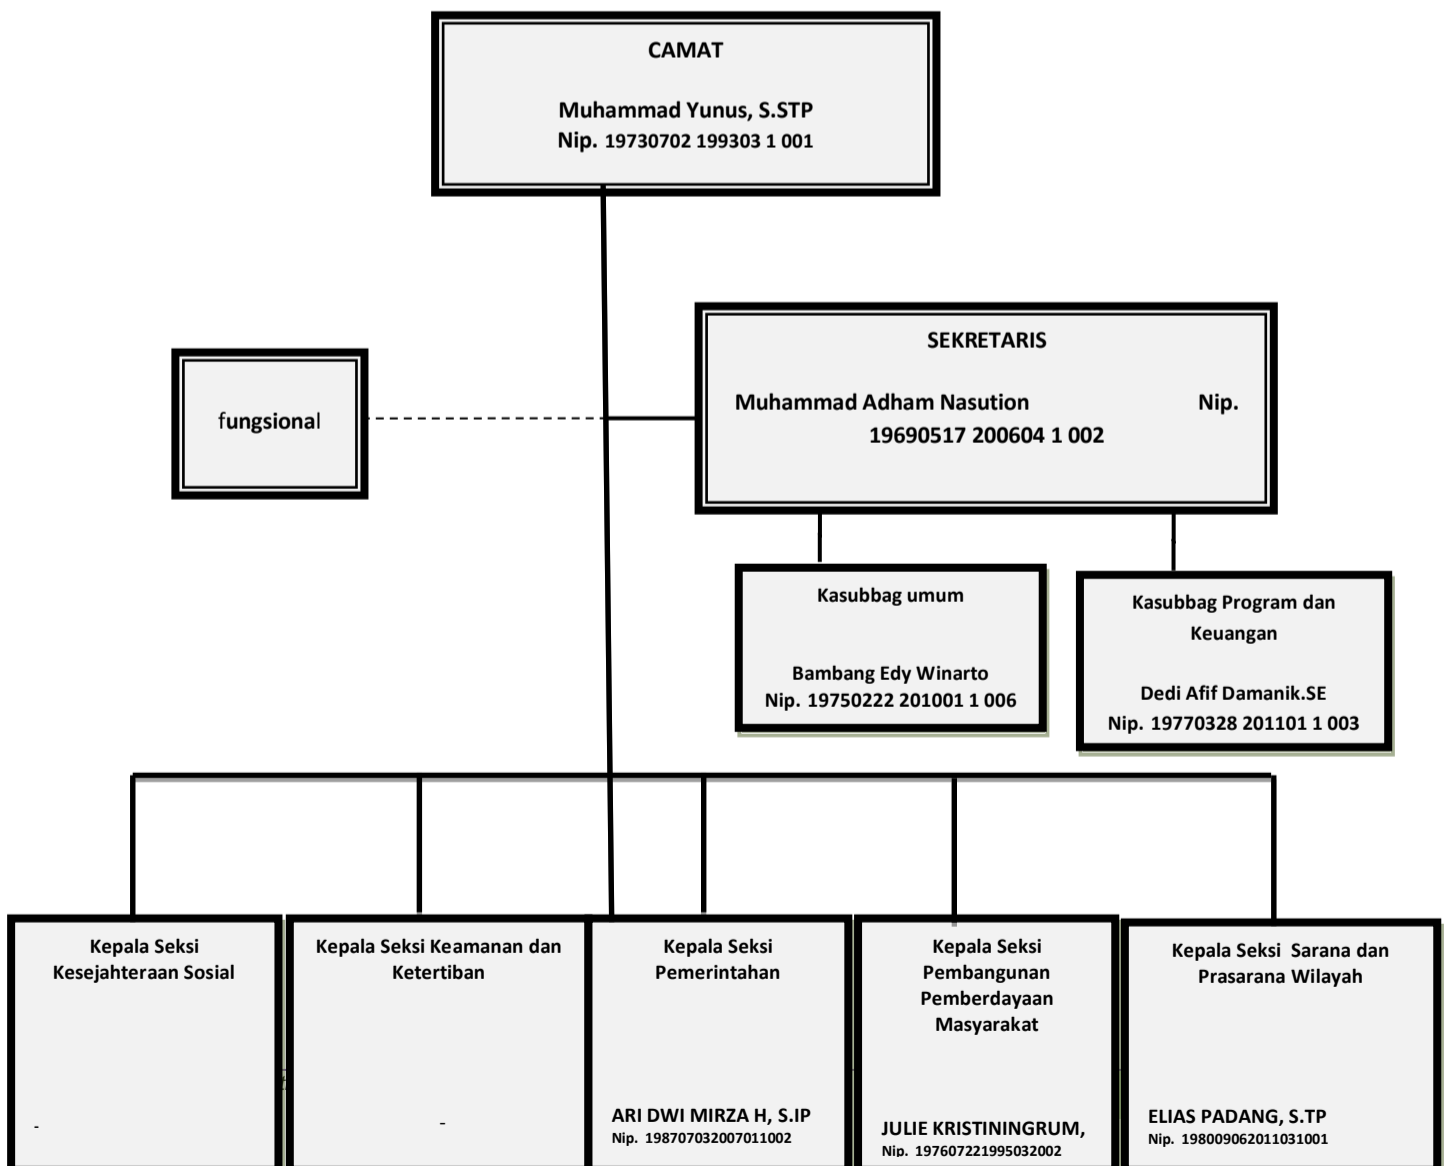 CAMAT
Muhammad Yunus, S.STP
Nip. 19730702 199303 1 001
SEKRETARIS
Muhammad Adham Nasution Nip.
19690517 200604 1 002
fungsional
Kasubbag umum
Bambang Edy Winarto
Nip. 19750222 201001 1 006
Kasubbag Program dan
Keuangan
Dedi Afif Damanik.SE
Nip. 19770328 201101 1 003
Kepala Seksi
Kesejahteraan Sosial
-
Kepala Seksi Keamanan dan
Ketertiban
-
Kepala Seksi
Pemerintahan
ARI DWI MIRZA H, S.IP
Nip. 198707032007011002
Kepala Seksi
Pembangunan
Pemberdayaan
Masyarakat
JULIE KRISTININGRUM,
Nip. 197607221995032002
Kepala Seksi Sarana dan
Prasarana Wilayah
ELIAS PADANG, S.TP
Nip. 198009062011031001